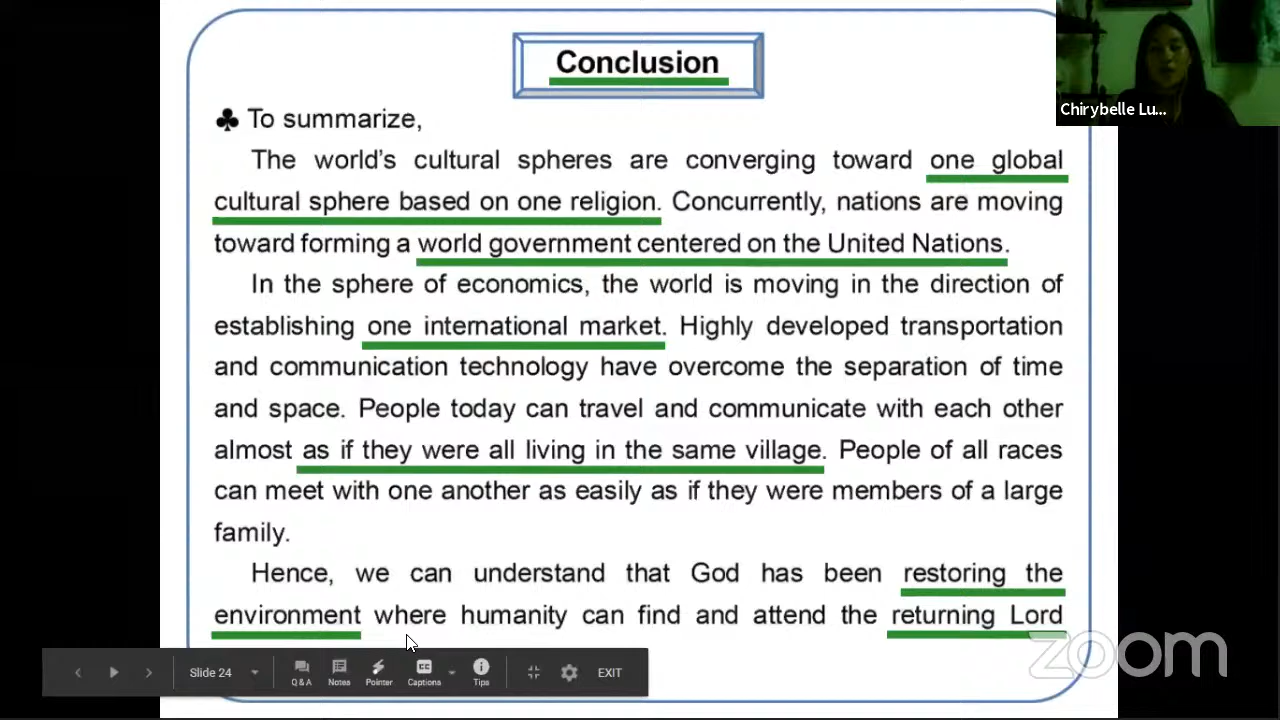 Conclusion
Chirybelle Lu...
♣ To summarize,
The world's cultural spheres are converging toward one global
cultural sphere based on one religion. Concurrently, nations are moving
toward forming a world government centered on the United Nations.
In the sphere of economics, the world is moving in the direction of
establishing one international market. Highly developed transportation
and communication technology have overcome the separation of time
and space. People today can travel and communicate with each other
almost as if they were all living in the same village. People of all races
can meet with one another as easily as if they were members of a large
family.
Hence, we can understand that God has been restoring the
environment where humanity can find and attend the returning Lord
zoom
Slide 24
Q & A Notes Pointer Captions Tips EXIT
CC